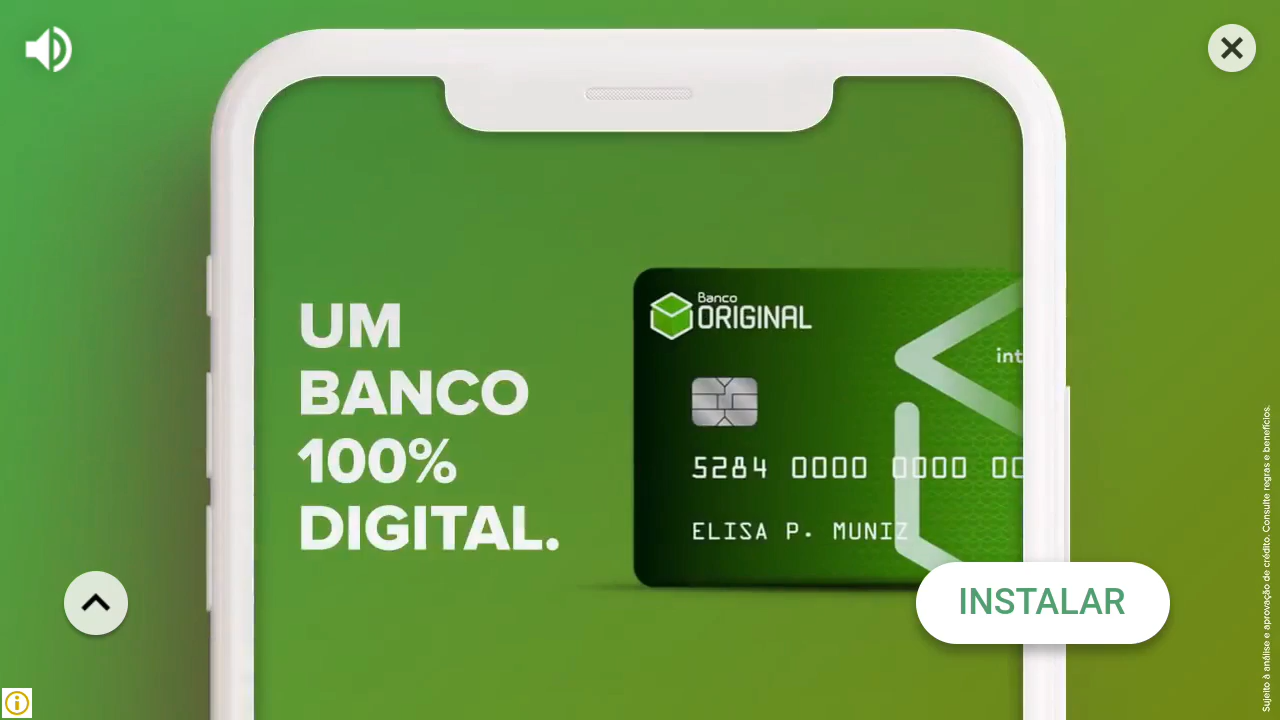 UM
BANCO
100%
DIGITAL.
Banco
ORIGINAL
int
5284 0000 0000 00
ELISA P. MUNIZ
INSTALAR
Sujeito à análise e aprovação de crédito. Consulte regras e benefícios.